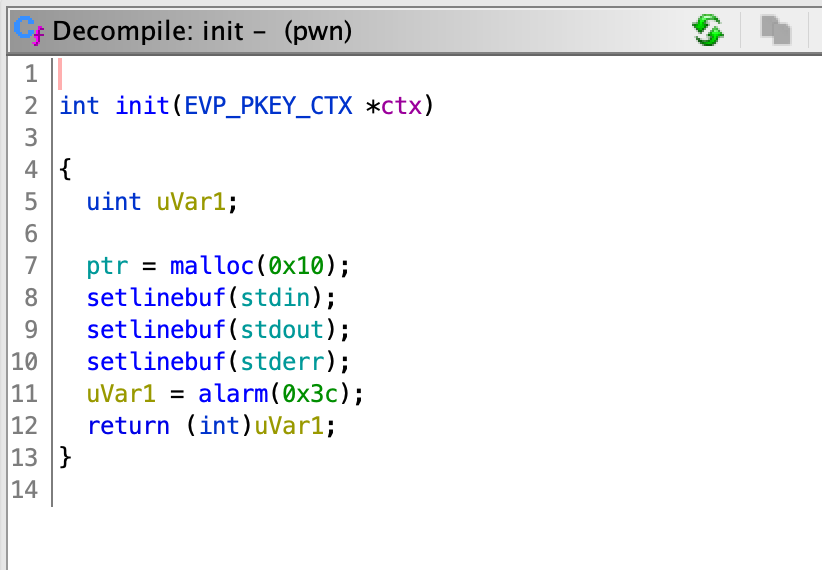 Decompile: init – (pwn)
1
2 int init(EVP_PKEY_CTX *ctx)
3
4 {
5 uint uVar1;
6
7 ptr = malloc(0x10);
8 setlinebuf(stdin);
9 setlinebuf(stdout);
10 setlinebuf(stderr);
11 uVar1 = alarm(0x3c);
12 return (int)uVar1;
13 }
14